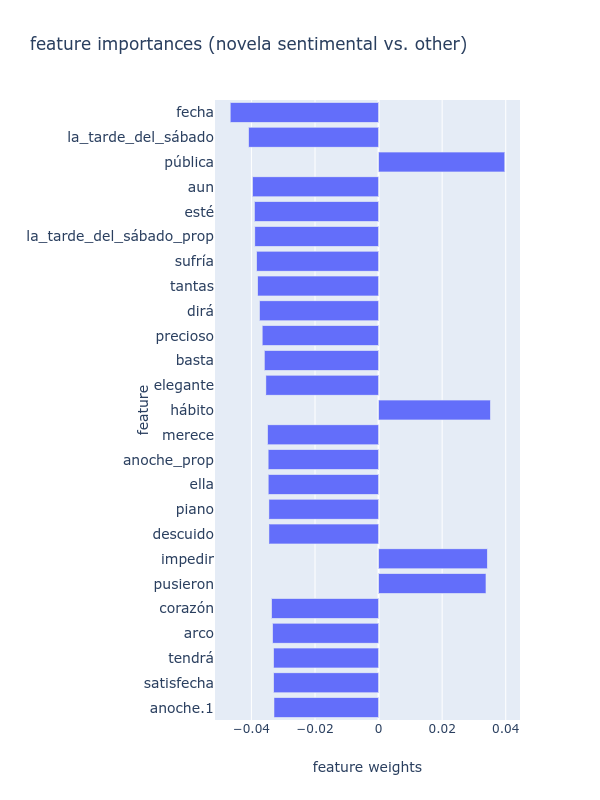 feature importances (novela sentimental vs. other)
fecha
la_tarde_del_sábado
pública
aun
esté
la_tarde_del_sábado_prop
sufría
tantas
dirá
precioso
basta
elegante
hábito
merece
anoche_prop
ella
piano
descuido
impedir
pusieron
corazón
arco
tendrá
satisfecha
anoche.1
feature
−0.04 −0.02 0 0.02 0.04
feature weights